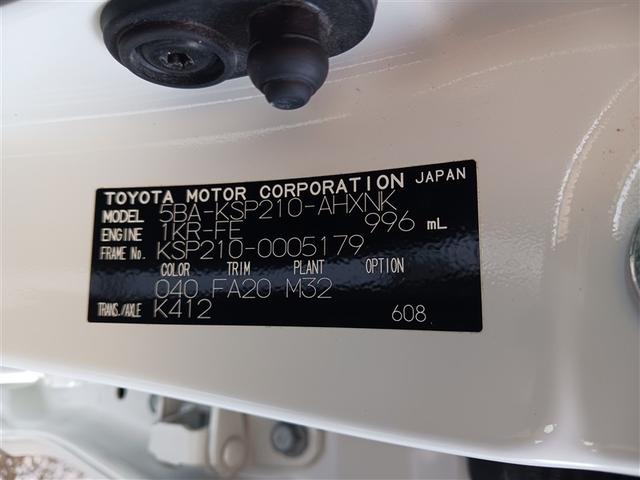 TOYOTA MOTOR CORPORATION JAPAN
MODEL 5BA-KSP210-AHXNK
ENGINE 1KR-FE 996 mL
FRAME No. KSP210-0005179
COLOR TRIM PLANT OPTION
040 FA20 M32
TRANS./AXLE K412 608